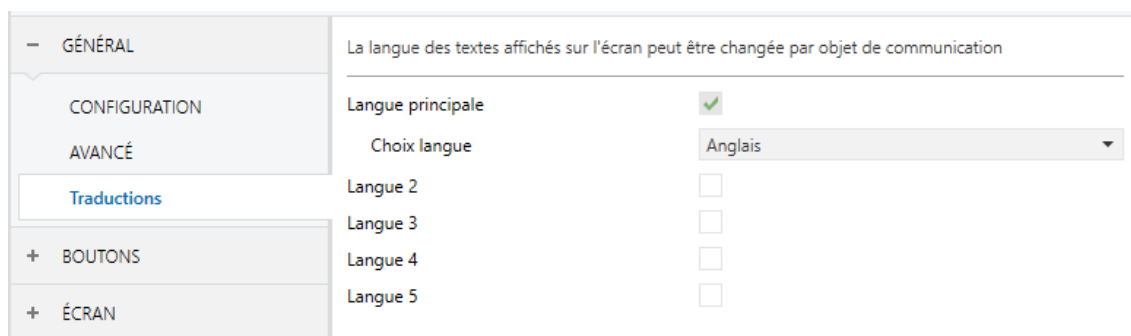 GÉNÉRAL
CONFIGURATION
AVANCÉ
Traductions
BOUTONS
ÉCRAN
La langue des textes affichés sur l'écran peut être changée par objet de communication
Langue principale
Choix langue Anglais
Langue 2
Langue 3
Langue 4
Langue 5